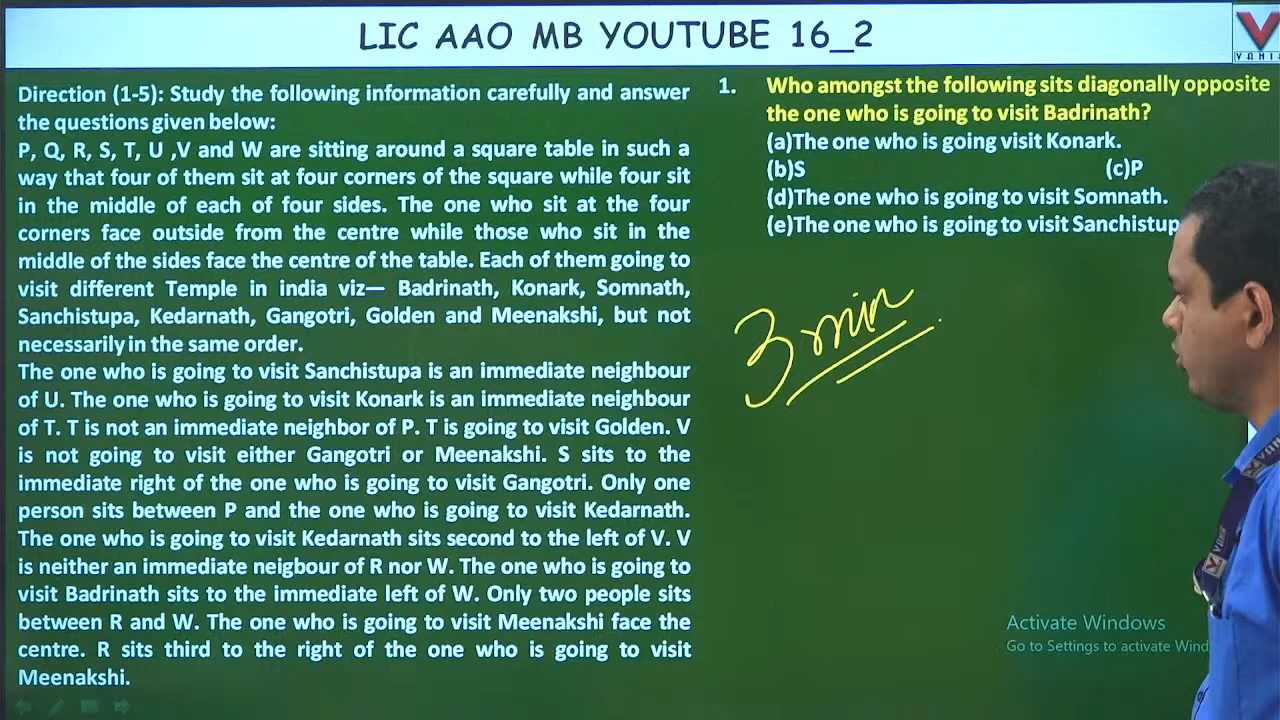 LIC AAO MB YOUTUBE 16_2
VANI
Direction (1-5): Study the following information carefully and answer
the questions given below:
P, Q, R, S, T, U ,V and W are sitting around a square table in such a
way that four of them sit at four corners of the square while four sit
in the middle of each of four sides. The one who sit at the four
corners face outside from the centre while those who sit in the
middle of the sides face the centre of the table. Each of them going to
visit different Temple in india viz— Badrinath, Konark, Somnath,
Sanchistupa, Kedarnath, Gangotri, Golden and Meenakshi, but not
necessarily in the same order.
The one who is going to visit Sanchistupa is an immediate neighbour
of U. The one who is going to visit Konark is an immediate neighbour
of T. T is not an immediate neighbor of P. T is going to visit Golden. V
is not going to visit either Gangotri or Meenakshi. S sits to the
immediate right of the one who is going to visit Gangotri. Only one
person sits between P and the one who is going to visit Kedarnath.
The one who is going to visit Kedarnath sits second to the left of V. V
is neither an immediate neigbour of R nor W. The one who is going to
visit Badrinath sits to the immediate left of W. Only two people sits
between R and W. The one who is going to visit Meenakshi face the
centre. R sits third to the right of the one who is going to visit
Meenakshi.
1. Who amongst the following sits diagonally opposite
the one who is going to visit Badrinath?
(a)The one who is going visit Konark.
(b)S (c)P
(d)The one who is going to visit Somnath.
(e)The one who is going to visit Sanchistup
3 min
Activate Windows
Go to Settings to activate Wind